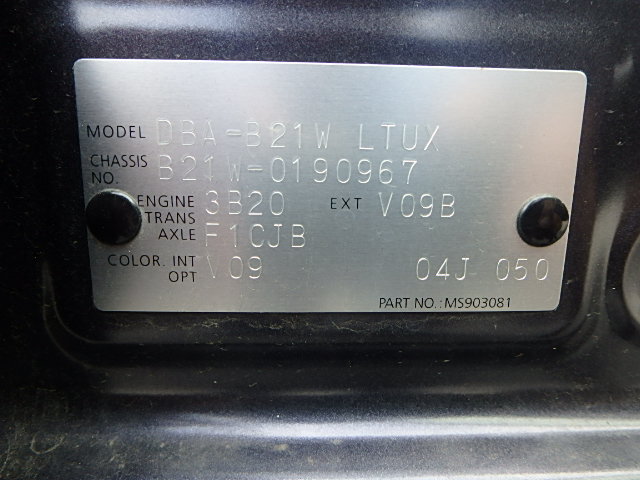 MODEL DBA-B21W LTUX
CHASSIS NO. B21W-0190967
ENGINE 3B20 EXT V09B
TRANS AXLE F1CJB
COLOR. INT V09
OPT 04J 050
PART NO.: MS903081